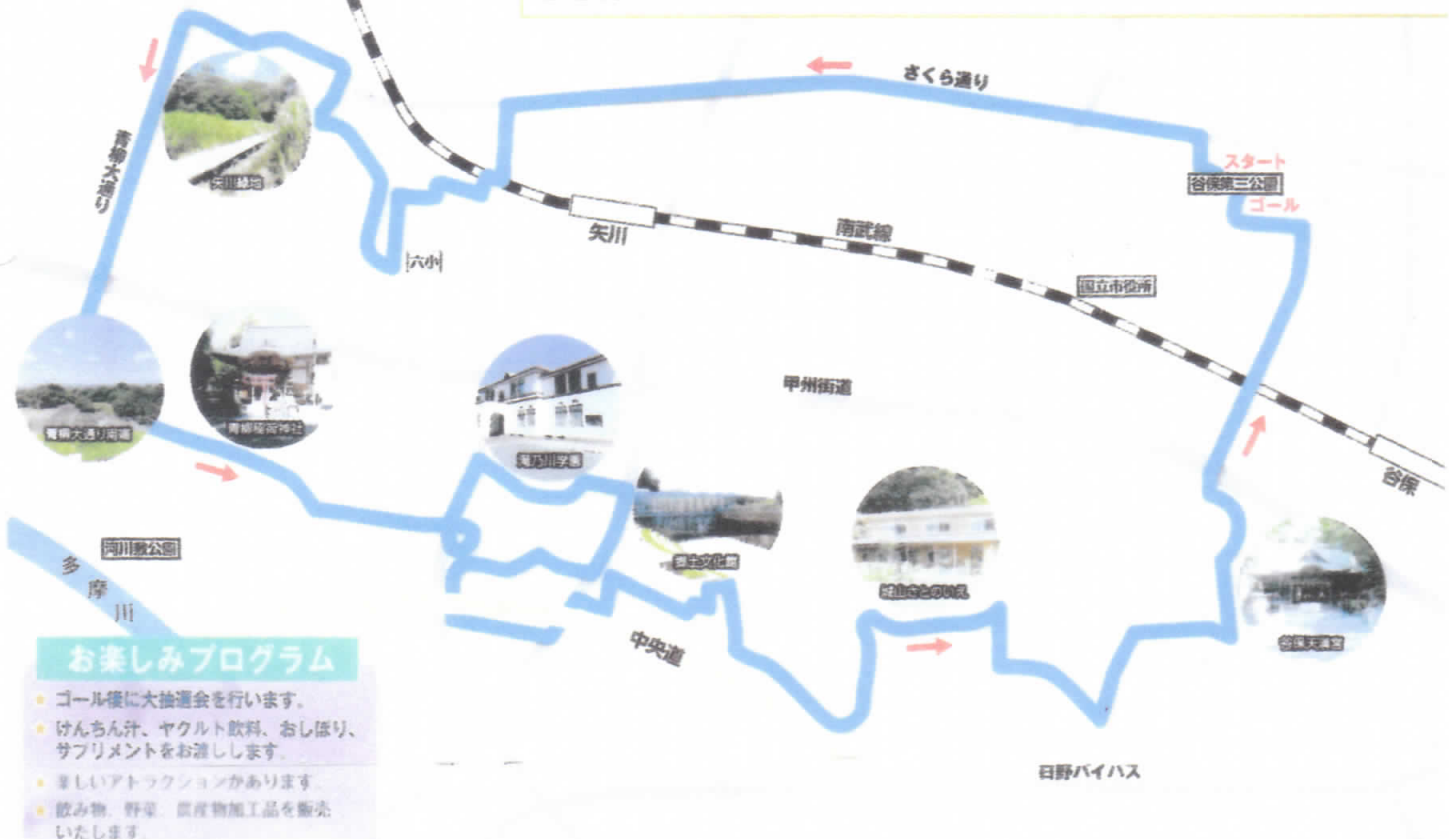 さくら通り
スタート
谷保第三公園
ゴール
青柳大通り
矢川緑地
矢川
南武線
六小
国立市役所
甲州街道
谷保
青柳大通り南端
青柳稲荷神社
滝乃川学園
郷土文化館
城山さとのいえ
谷保天満宮
河川敷公園
多摩川
中央道
日野バイパス
お楽しみプログラム
ゴール後に大抽選会を行います。
けんちん汁、ヤクルト飲料、おしぼり、
サプリメントをお渡しします。
楽しいアトラクションがあります。
飲み物、野菜、農産物加工品を販売
いたします。